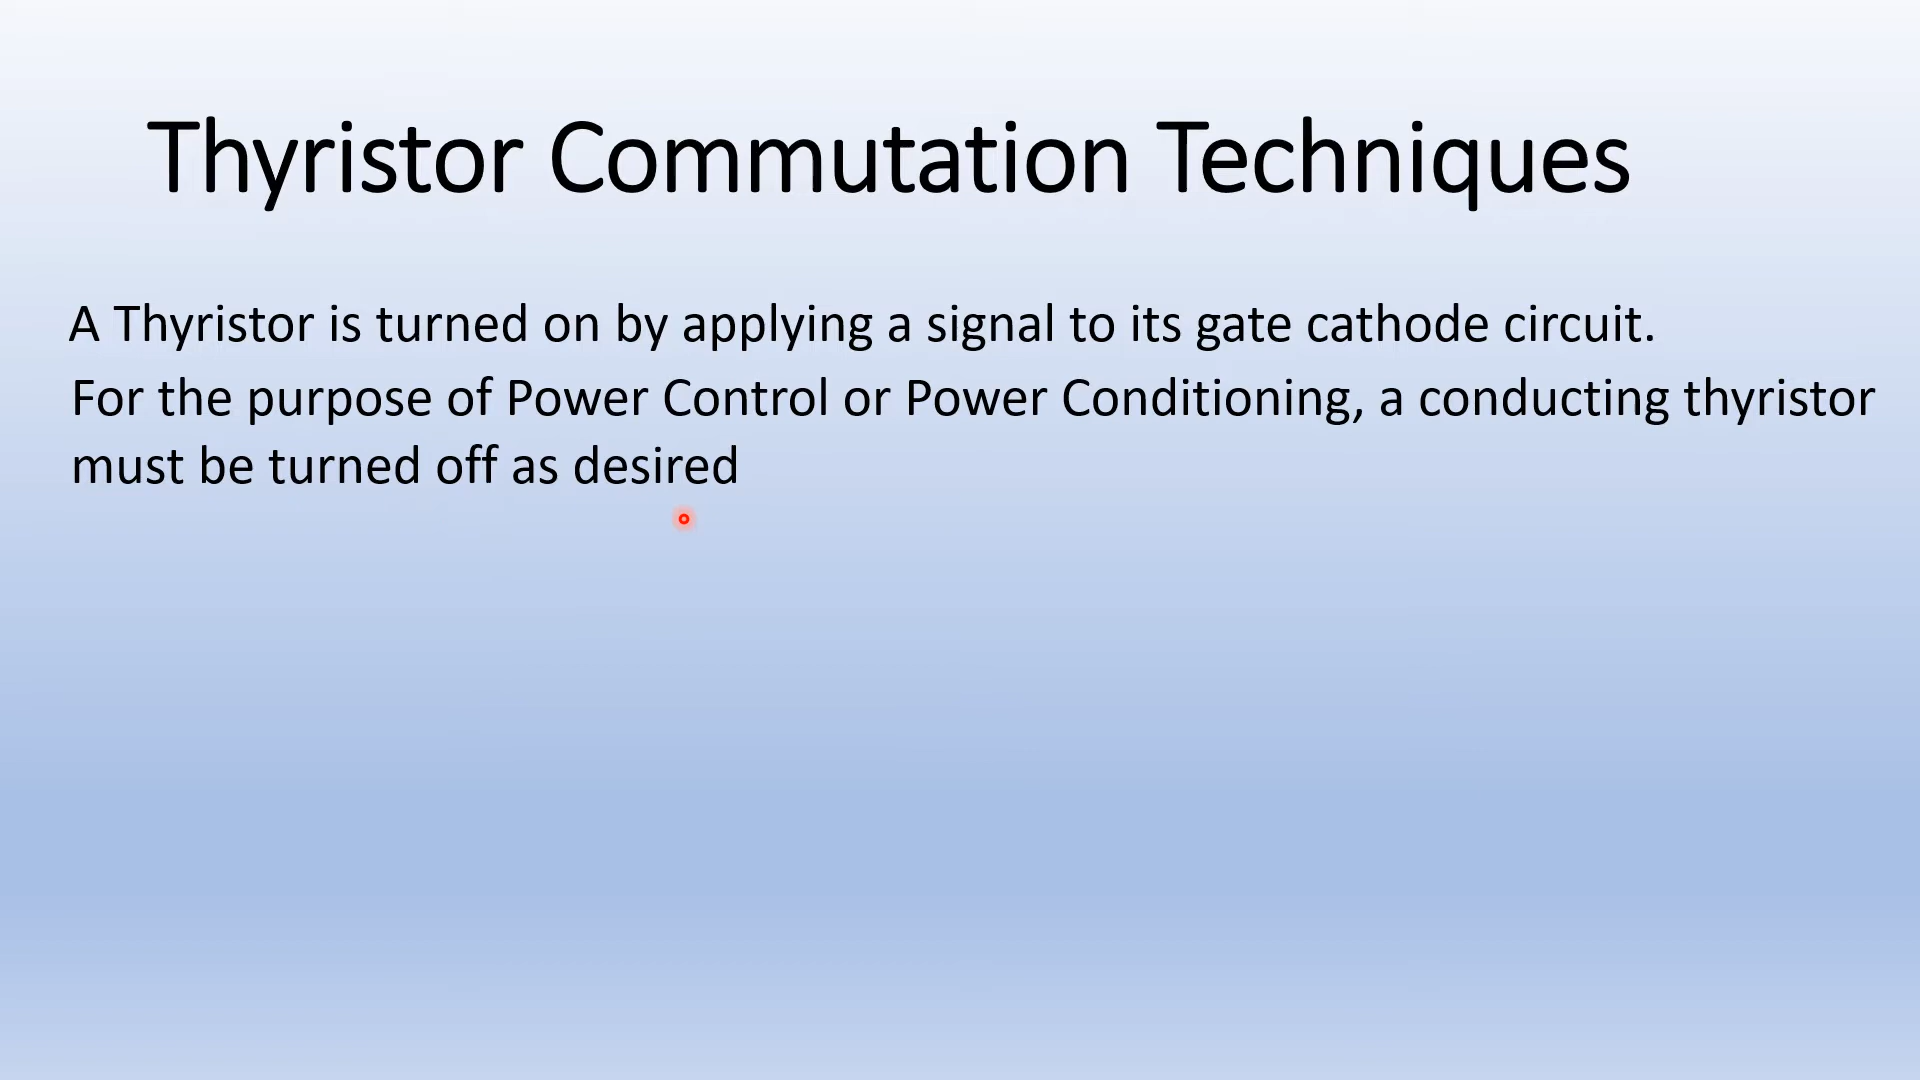 Thyristor Commutation Techniques
A Thyristor is turned on by applying a signal to its gate cathode circuit.
For the purpose of Power Control or Power Conditioning, a conducting thyristor
must be turned off as desired